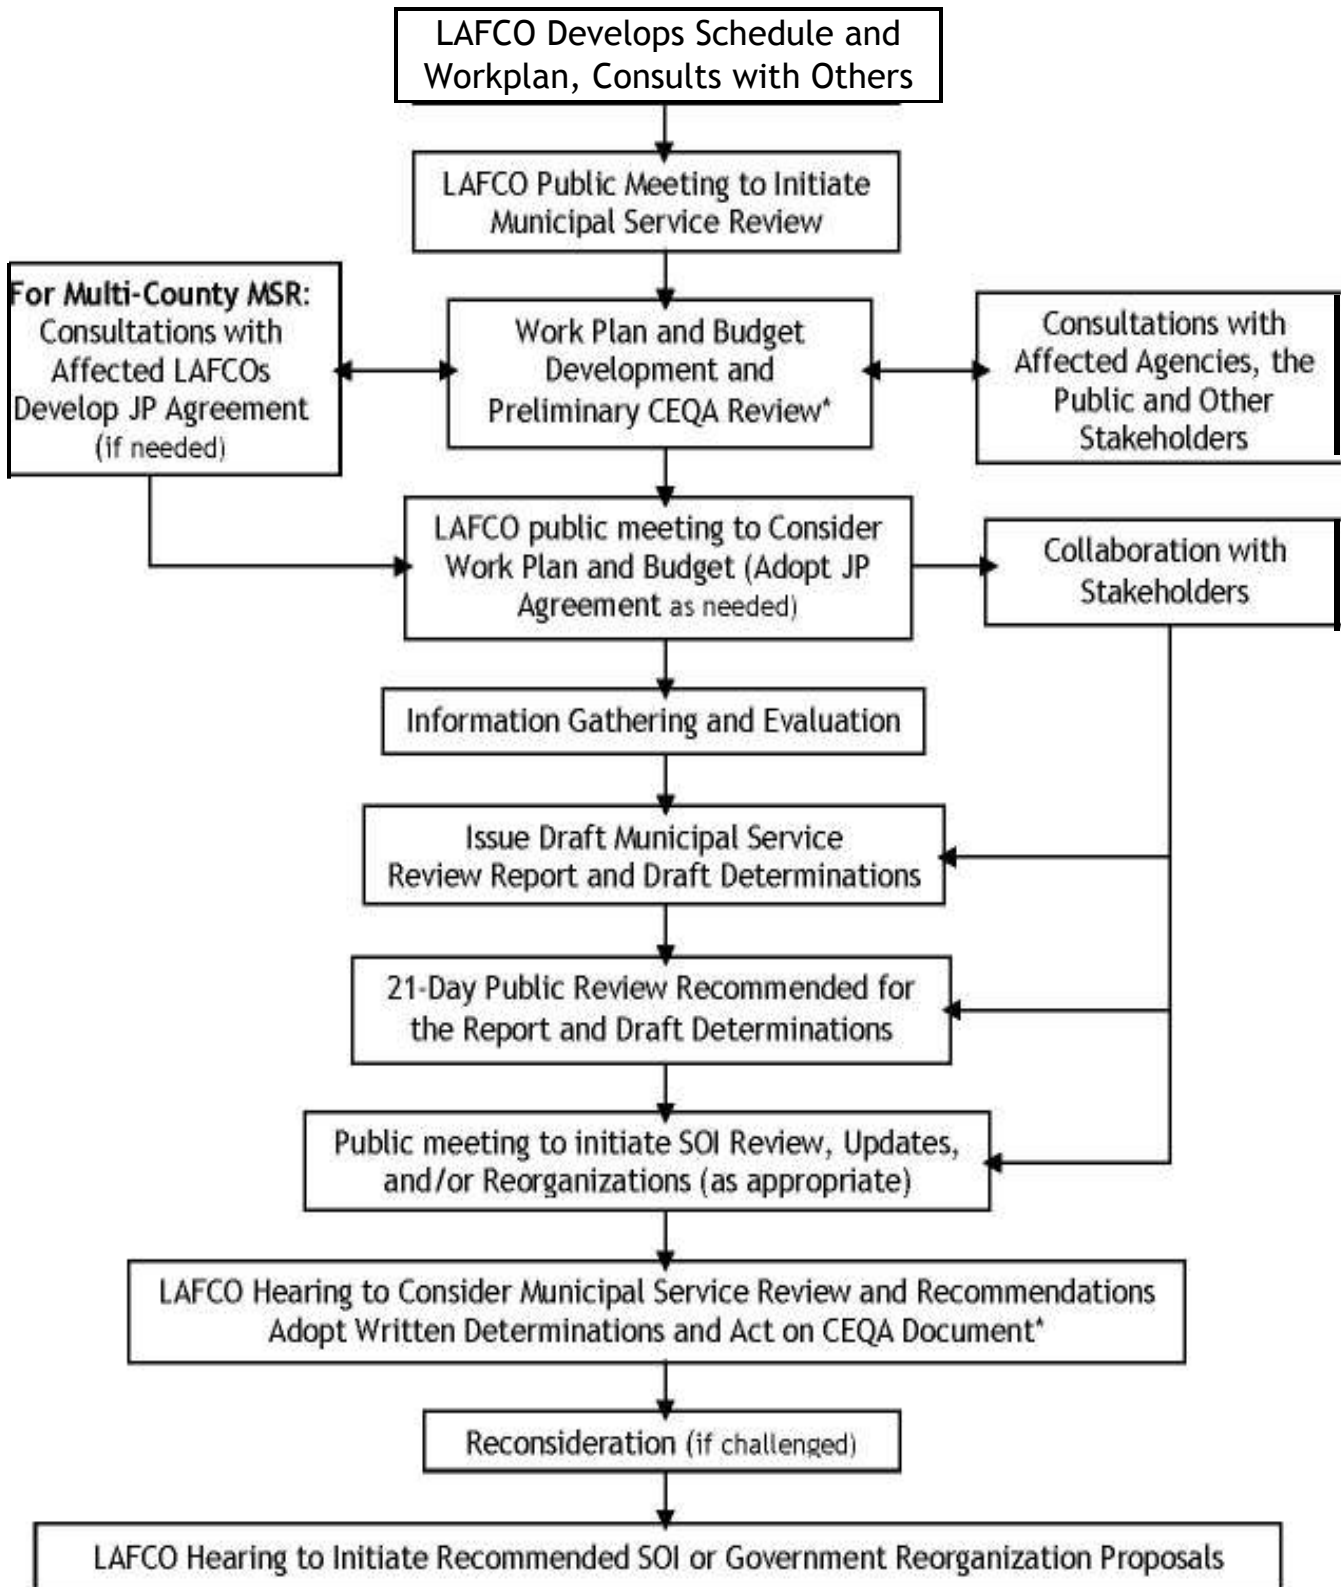 LAFCO Develops Schedule and
Workplan, Consults with Others
LAFCO Public Meeting to Initiate
Municipal Service Review
For Multi-County MSR:
Consultations with
Affected LAFCOs
Develop JP Agreement
(if needed)
Work Plan and Budget
Development and
Preliminary CEQA Review*
Consultations with
Affected Agencies, the
Public and Other
Stakeholders
LAFCO public meeting to Consider
Work Plan and Budget (Adopt JP
Agreement as needed)
Collaboration with
Stakeholders
Information Gathering and Evaluation
Issue Draft Municipal Service
Review Report and Draft Determinations
21-Day Public Review Recommended for
the Report and Draft Determinations
Public meeting to initiate SOI Review, Updates,
and/or Reorganizations (as appropriate)
LAFCO Hearing to Consider Municipal Service Review and Recommendations
Adopt Written Determinations and Act on CEQA Document*
Reconsideration (if challenged)
LAFCO Hearing to Initiate Recommended SOI or Government Reorganization Proposals